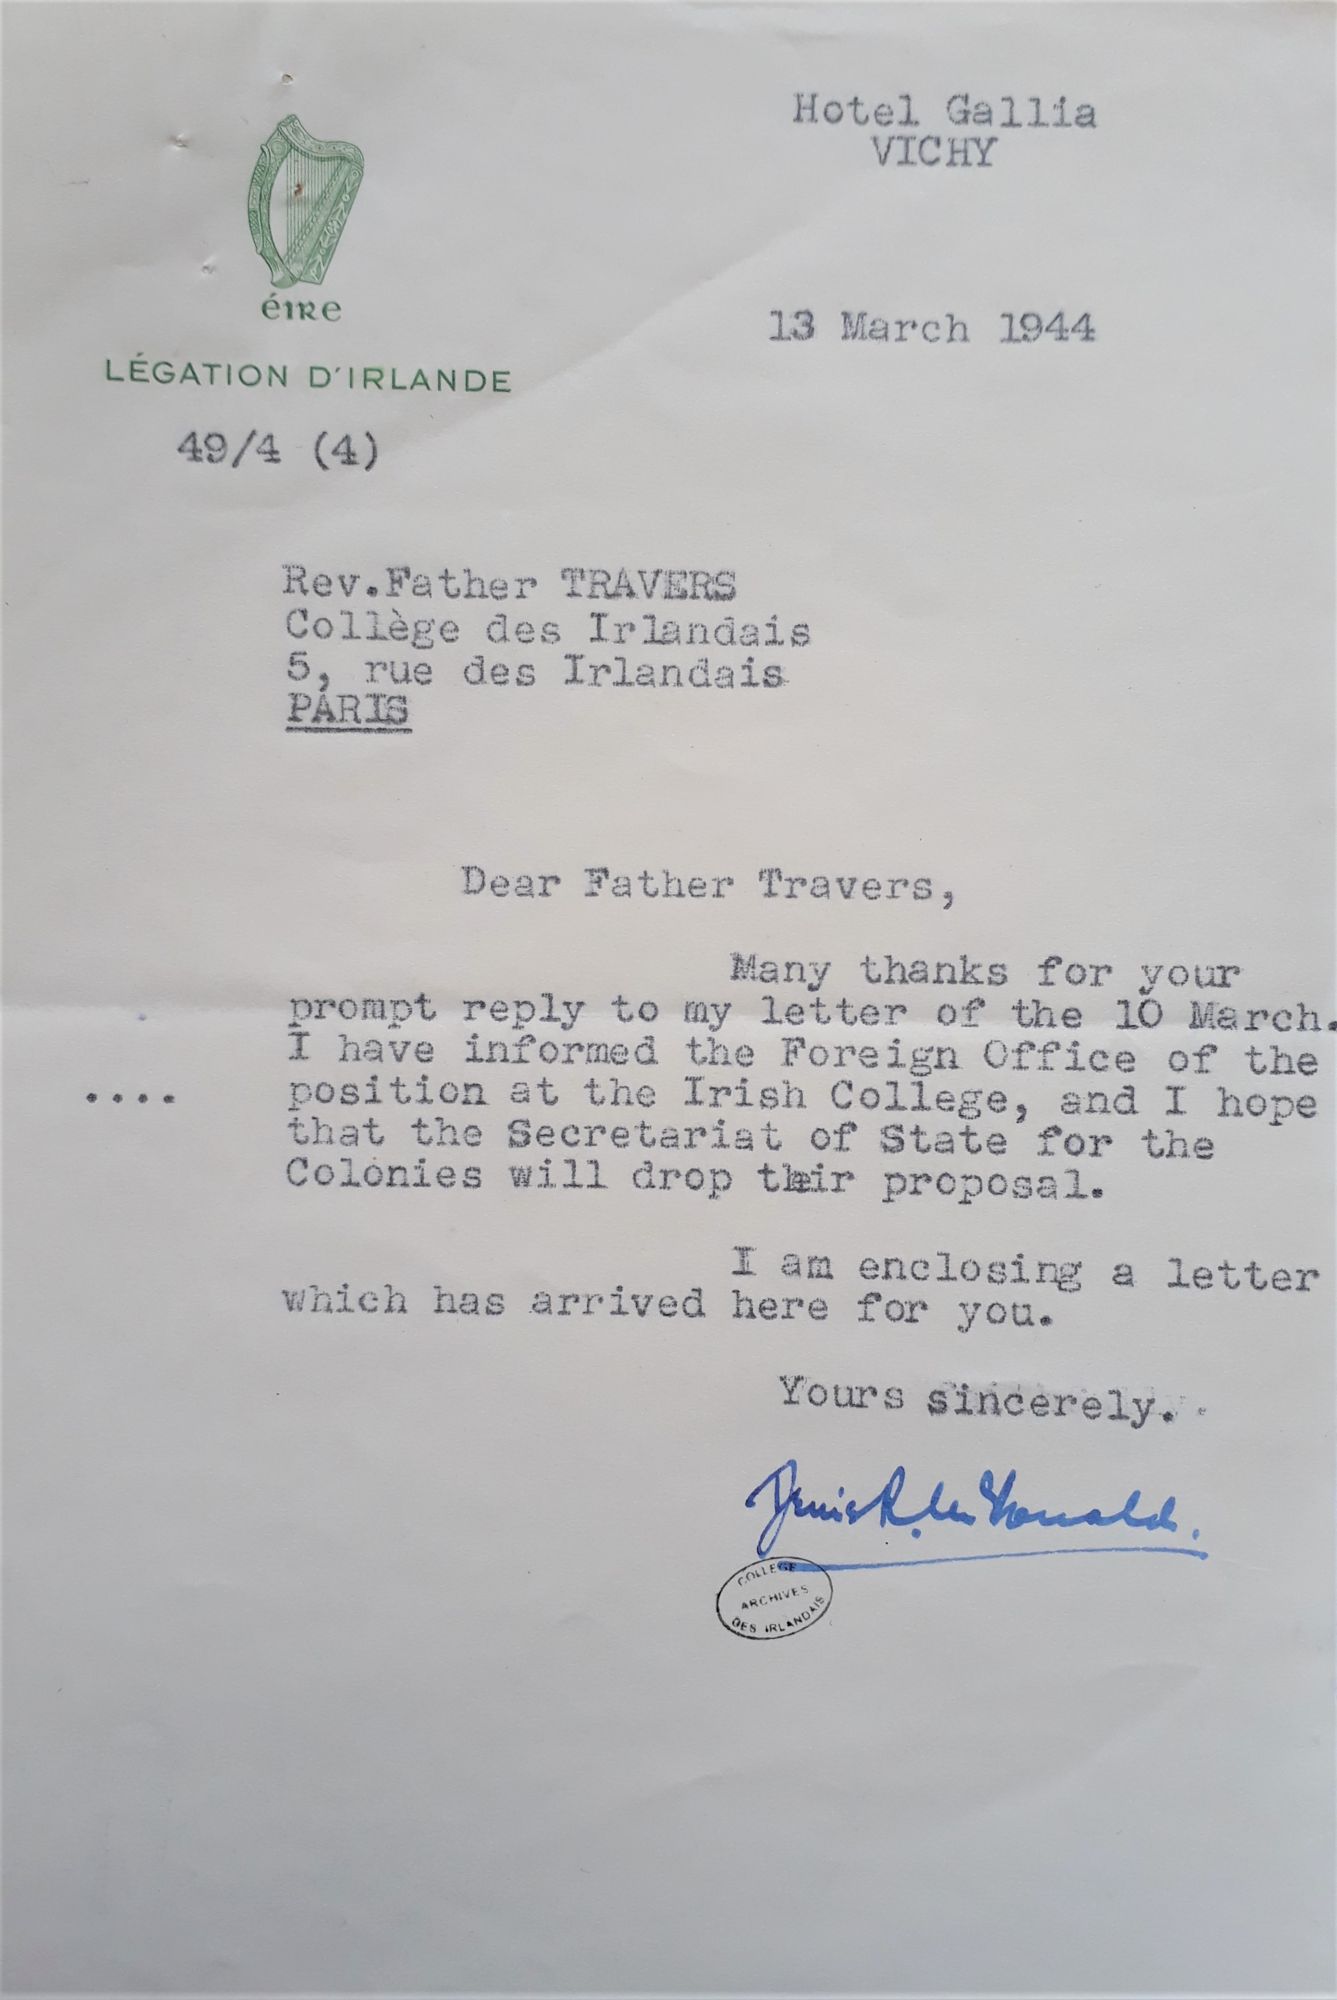 Hotel Gallia
VICHY
éire
LÉGATION D'IRLANDE
13 March 1944
49/4 (4)
Rev.Father TRAVERS
Collège des Irlandais
5, rue des Irlandais
PARIS
Dear Father Travers,
Many thanks for your
prompt reply to my letter of the 10 March.
I have informed the Foreign Office of the
.... position at the Irish College, and I hope
that the Secretariat of State for the
Colonies will drop their proposal.
I am enclosing a letter
which has arrived here for you.
Yours sincerely.
Denis R. McDonald.
COLLEGE
ARCHIVES
DES IRLANDAIS